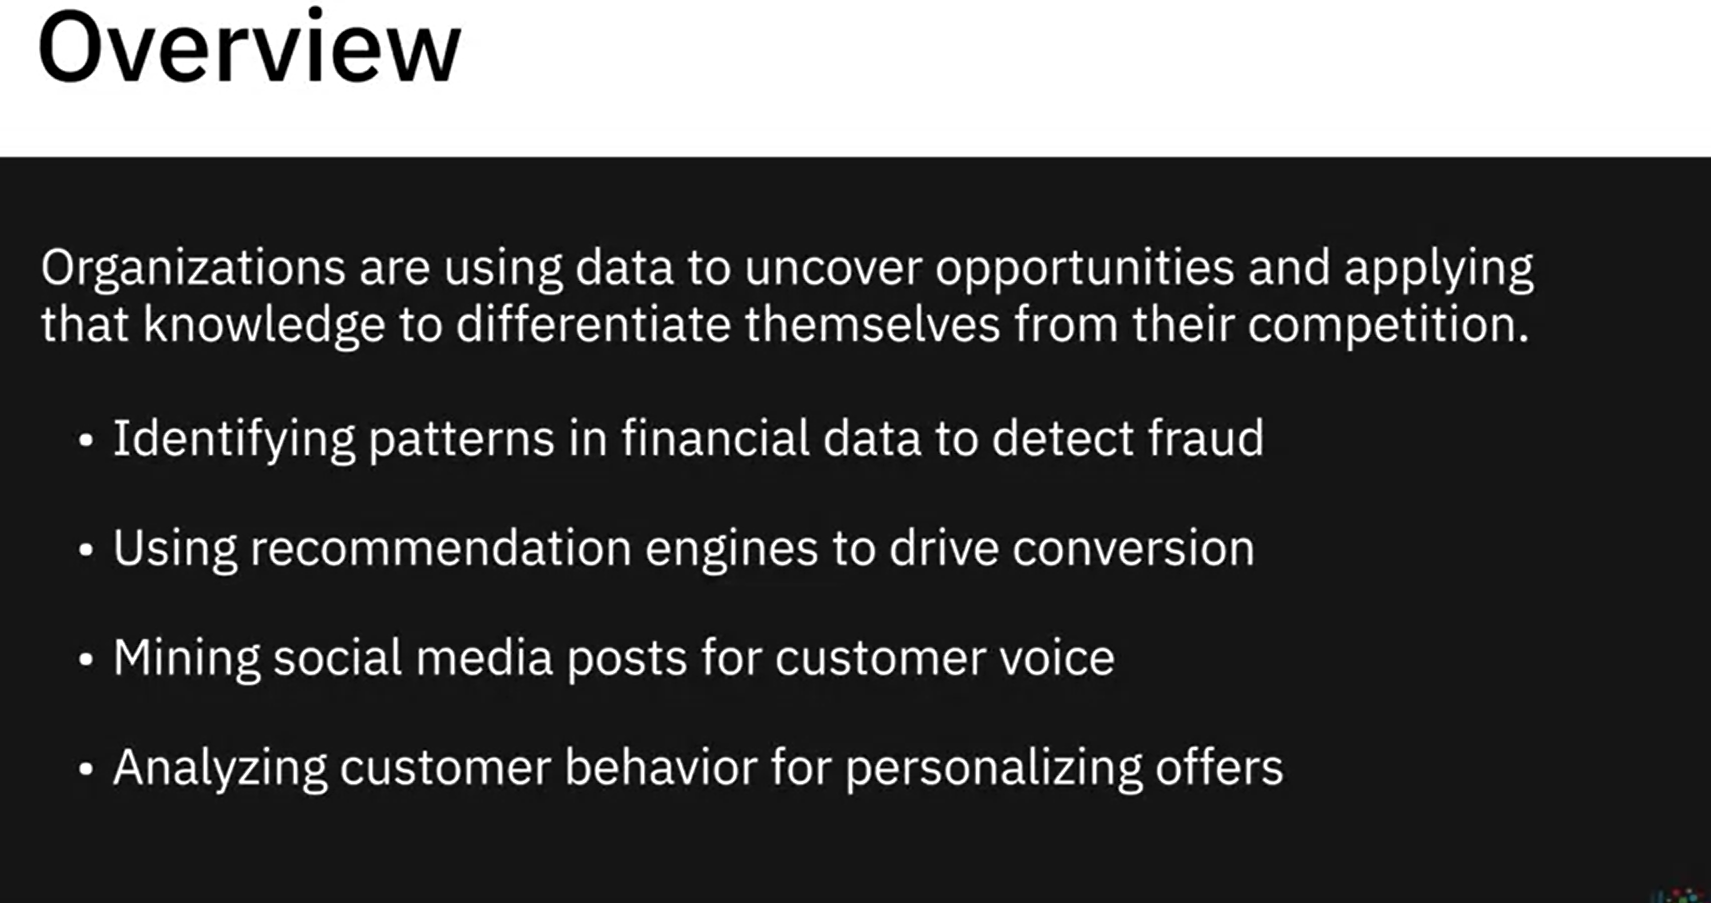 Overview
Organizations are using data to uncover opportunities and applying
that knowledge to differentiate themselves from their competition.
• Identifying patterns in financial data to detect fraud
• Using recommendation engines to drive conversion
• Mining social media posts for customer voice
• Analyzing customer behavior for personalizing offers